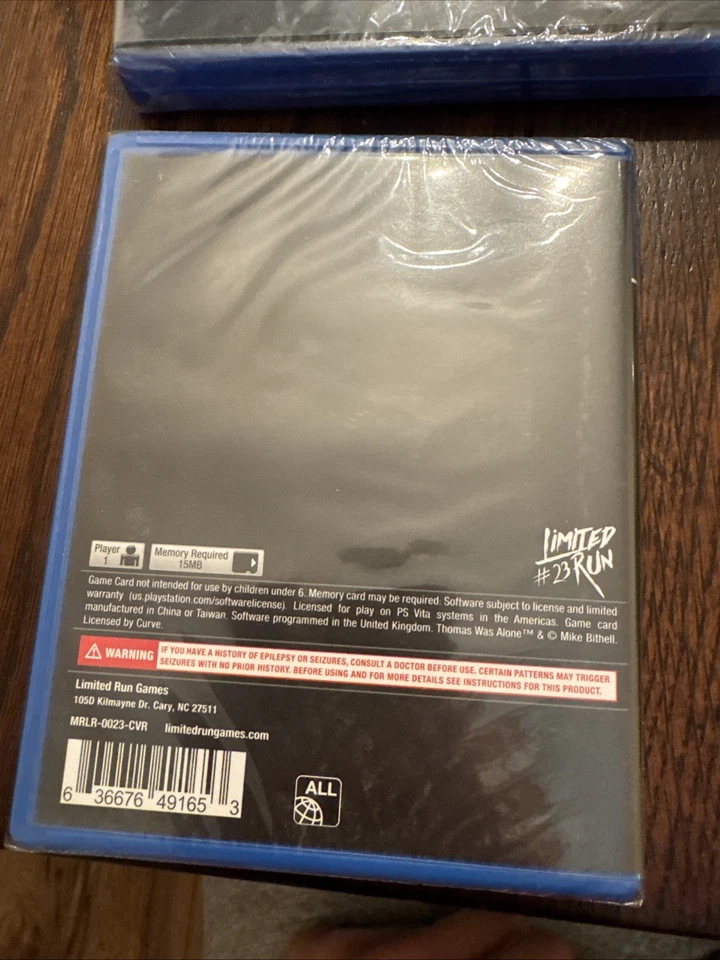 LIMITED
#23 RUN
Player
1
Memory Required
15MB
Game Card not intended for use by children under 6. Memory card may be required. Software subject to license and limited
warranty (us.playstation.com/softwarelicense). Licensed for play on PS Vita systems in the Americas. Game card
manufactured in China or Taiwan. Software programmed in the United Kingdom. Thomas Was Alone™ & © Mike Bithell.
Licensed by Curve.
WARNING
IF YOU HAVE A HISTORY OF EPILEPSY OR SEIZURES, CONSULT A DOCTOR BEFORE USE. CERTAIN PATTERNS MAY TRIGGER
SEIZURES WITH NO PRIOR HISTORY. BEFORE USING AND FOR MORE DETAILS SEE INSTRUCTIONS FOR THIS PRODUCT.
Limited Run Games
105D Kilmayne Dr. Cary, NC 27511
MRLR-0023-CVR limitedrungames.com
6 36676 49165 3
ALL